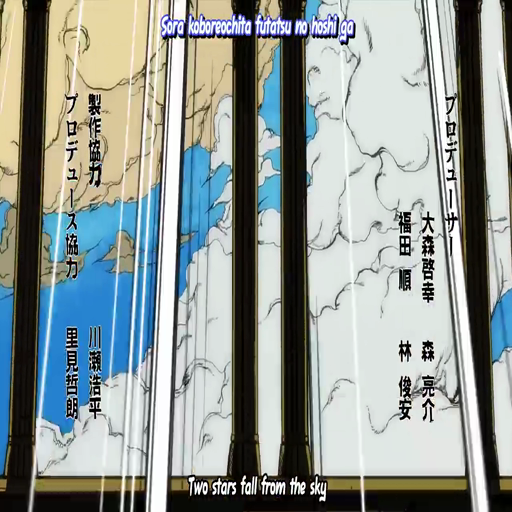 Sora koboreochita futatsu no hoshi ga
プロデューサー
大森啓幸 森 亮介
福田 順 林 俊安
製作協力 川瀬浩平
プロデュース協力 里見哲朗
Two stars fall from the sky